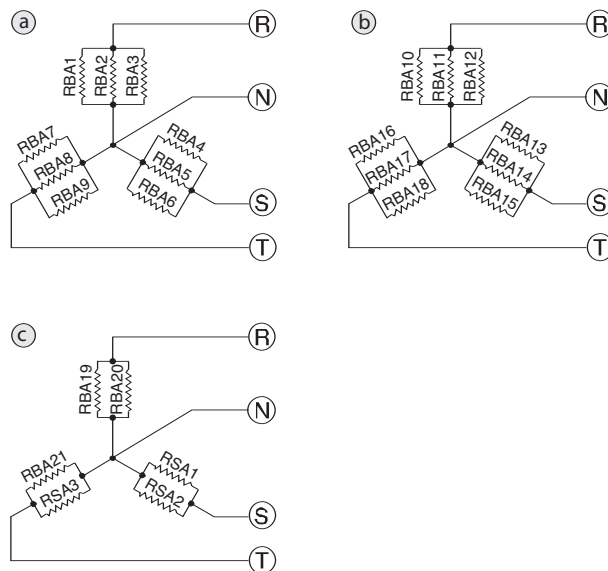 a
R
RBA1
RBA2
RBA3
N
RBA7
RBA8
RBA9
RBA4
RBA5
RBA6
S
T
b
R
RBA10
RBA11
RBA12
N
RBA16
RBA17
RBA18
RBA13
RBA14
RBA15
S
T
c
R
RBA19
RBA20
N
RBA21
RSA3
RSA1
RSA2
S
T